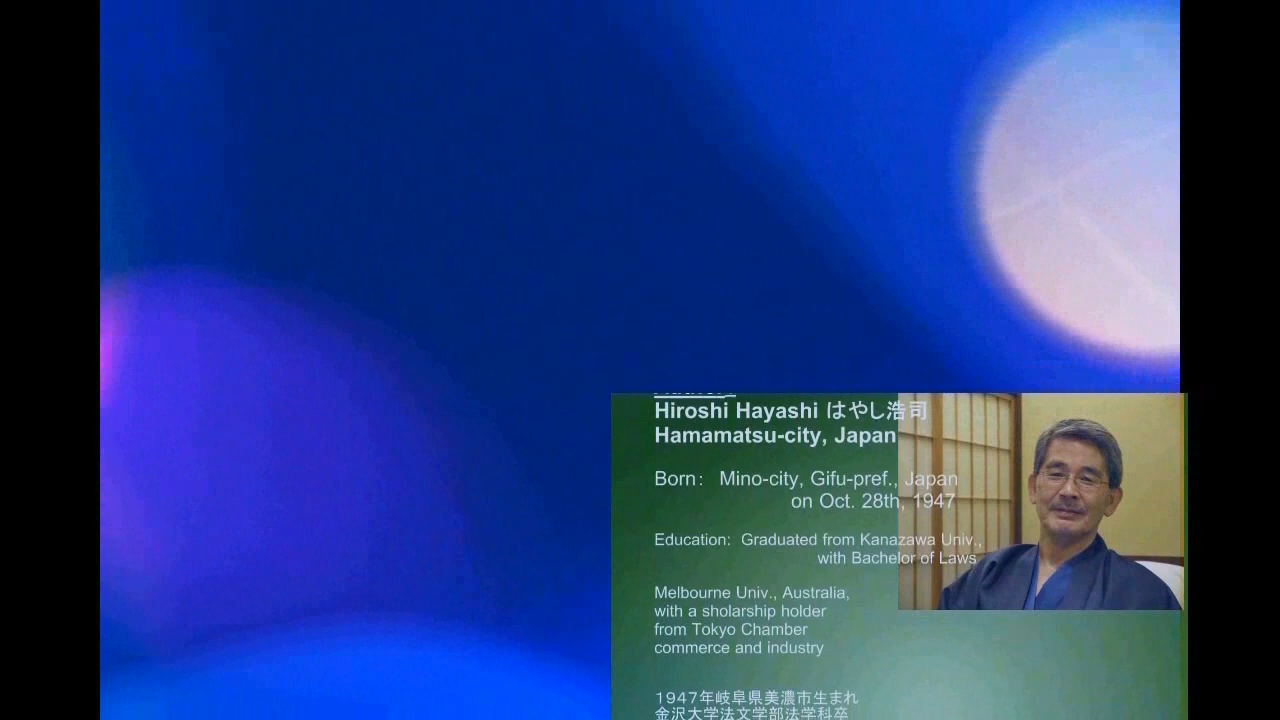 Hiroshi Hayashi はやし浩司
Hamamatsu-city, Japan
Born: Mino-city, Gifu-pref., Japan
on Oct. 28th, 1947
Education: Graduated from Kanazawa Univ.,
with Bachelor of Laws
Melbourne Univ., Australia,
with a sholarship holder
from Tokyo Chamber
commerce and industry
1947年岐阜県美濃市生まれ
金沢大学法文学部法学科卒